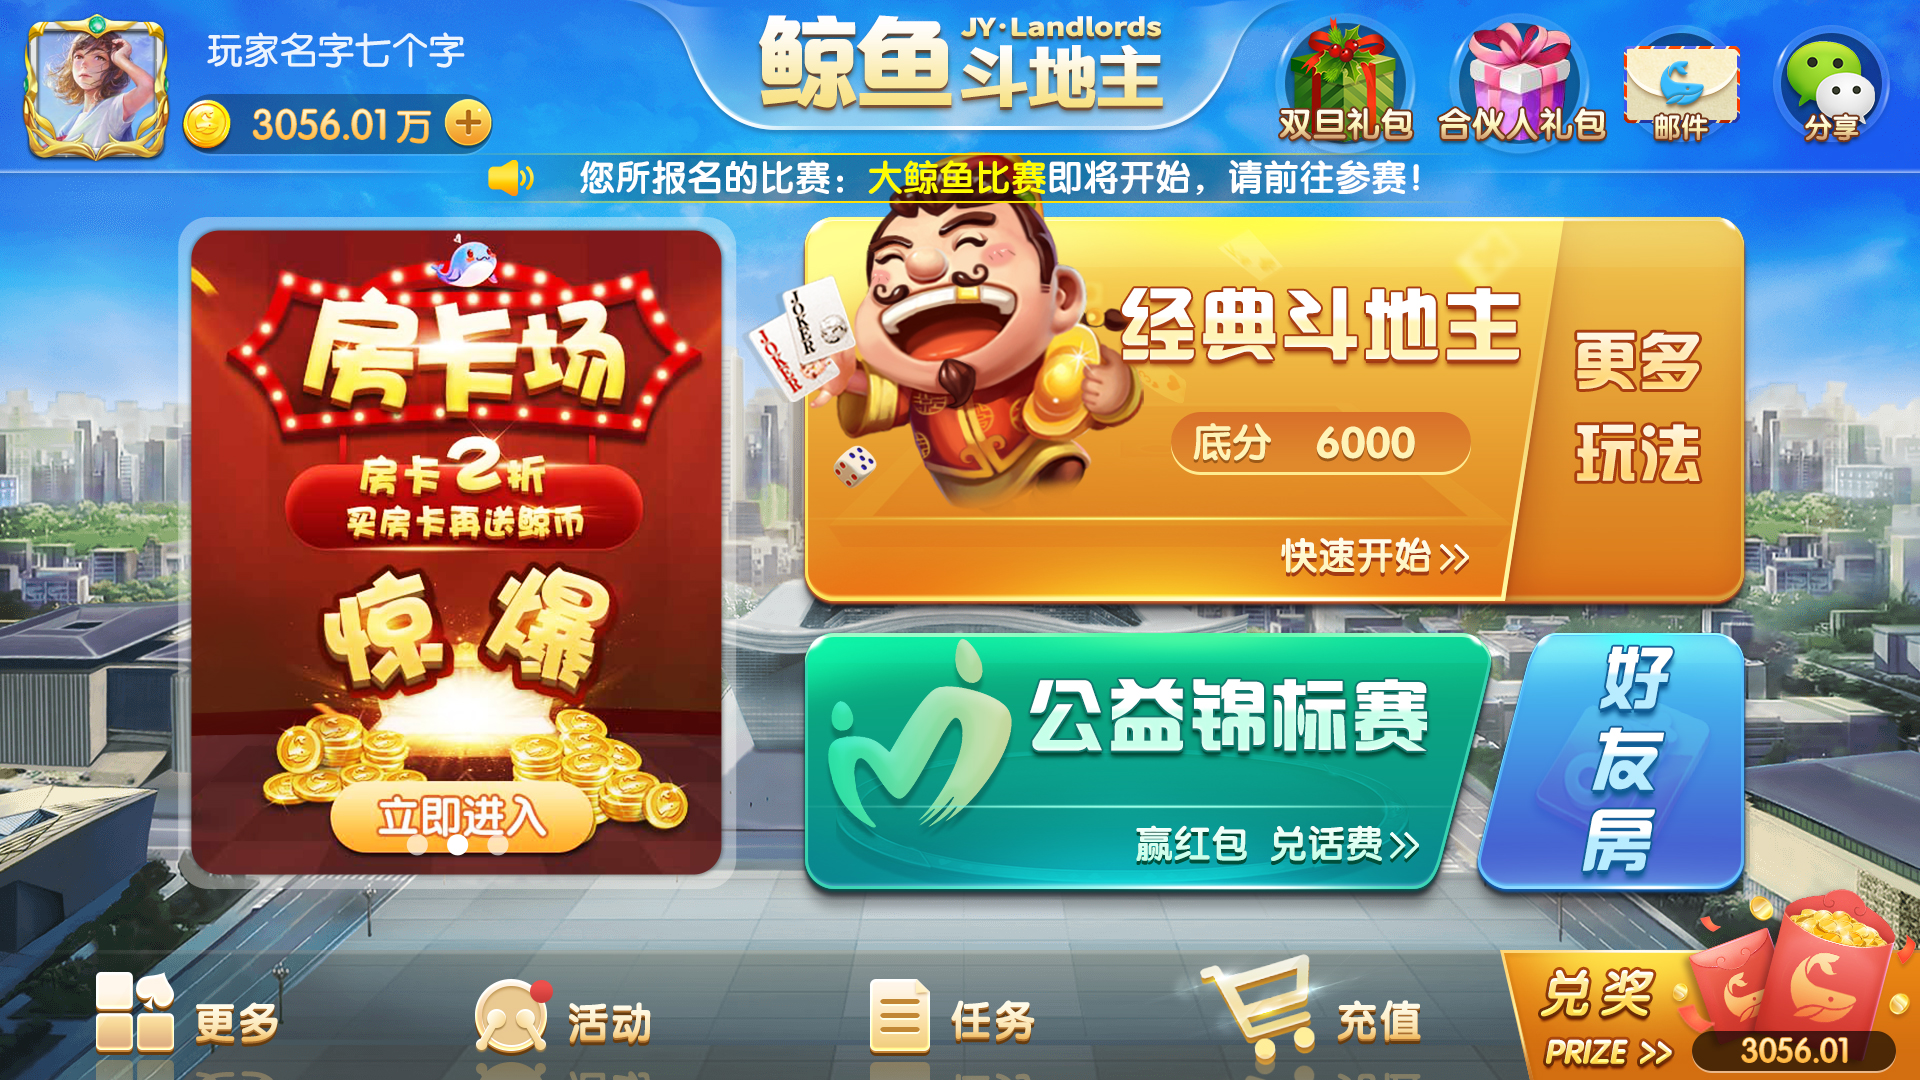 玩家名字七个字
3056.01万
鲸鱼斗地主
JY·Landlords
双旦礼包
合伙人礼包
邮件
分享
您所报名的比赛：大鲸鱼比赛即将开始，请前往参赛！
房卡场
房卡2折
买房卡再送鲸币
惊爆
立即进入
JOKER
JOKER
经典斗地主
底分 6000
快速开始>>
更多
玩法
公益锦标赛
赢红包 兑话费>>
好友房
更多
活动
任务
充值
兑奖
PRIZE >>
3056.01